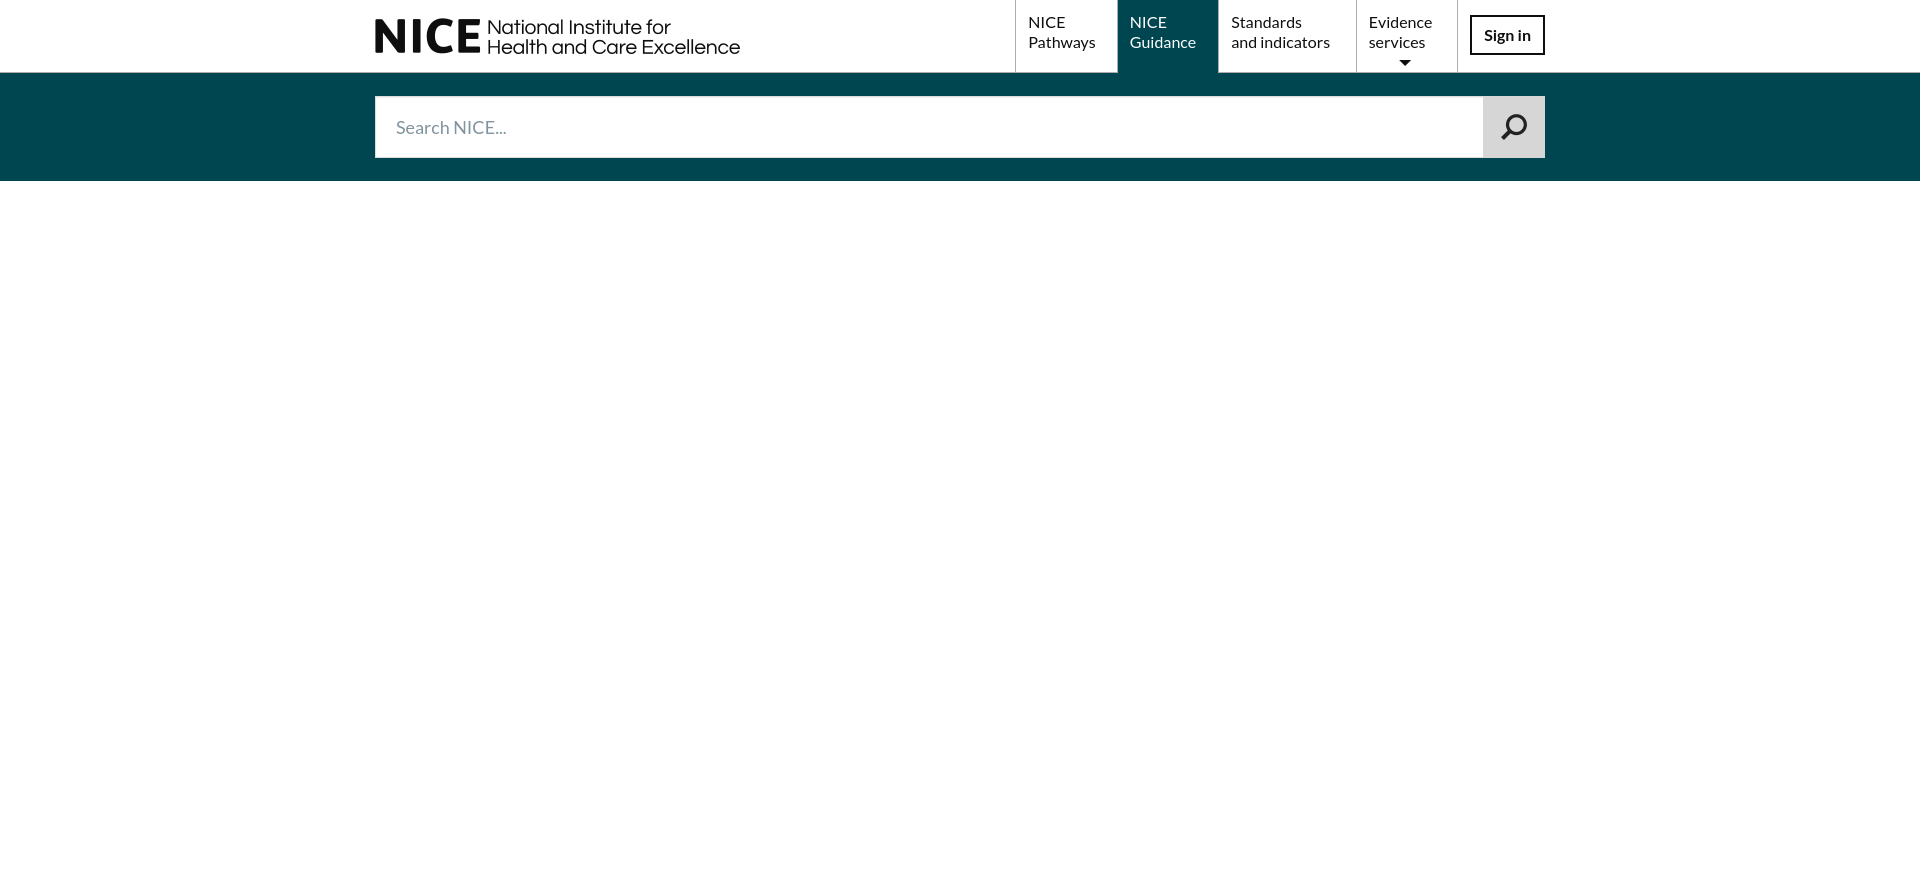 NICE National Institute for
Health and Care Excellence
NICE
Pathways
NICE
Guidance
Standards
and indicators
Evidence
services
Sign in
Search NICE...